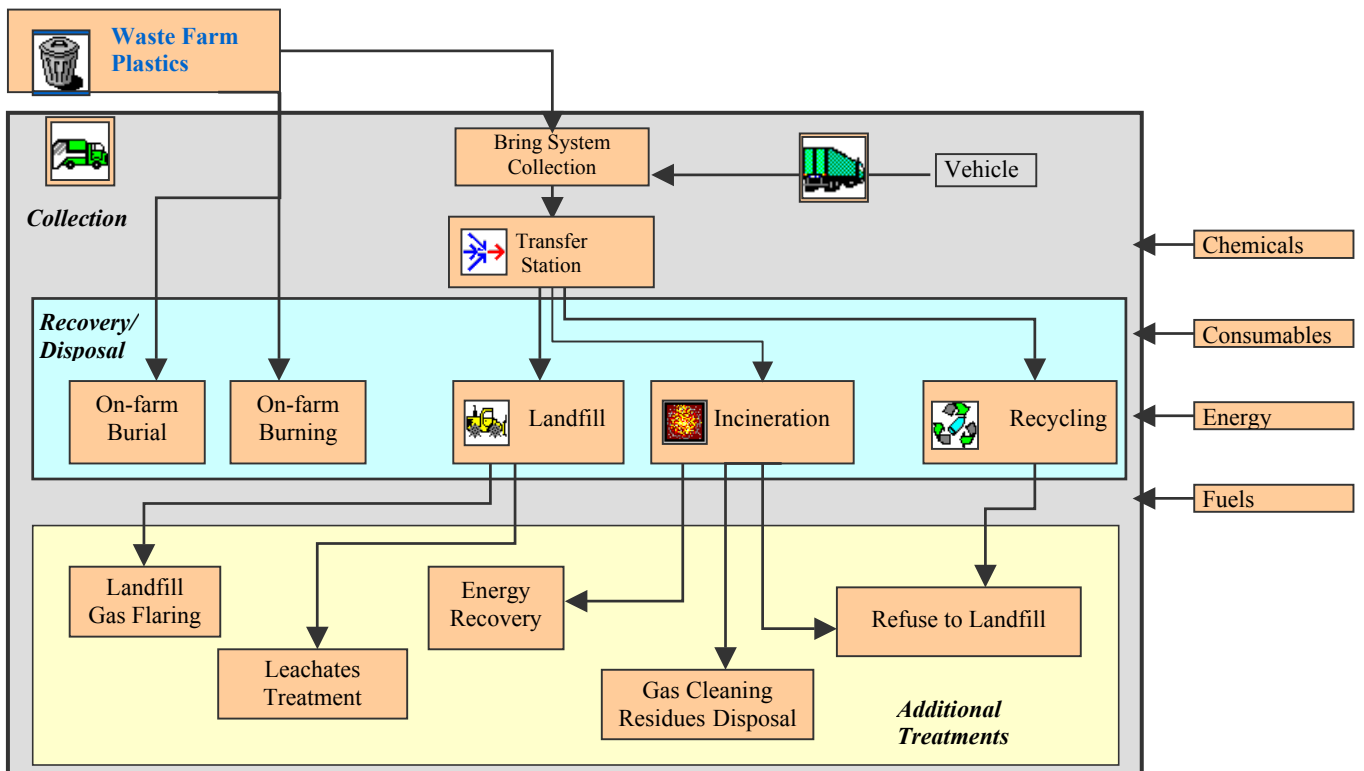 Waste Farm
Plastics
Bring System
Collection
Vehicle
Collection
Transfer
Station
Chemicals
Recovery/
Disposal
Consumables
On-farm
Burial
On-farm
Burning
Landfill
Incineration
Recycling
Energy
Fuels
Landfill
Gas Flaring
Energy
Recovery
Refuse to Landfill
Leachates
Treatment
Gas Cleaning
Residues Disposal
Additional
Treatments